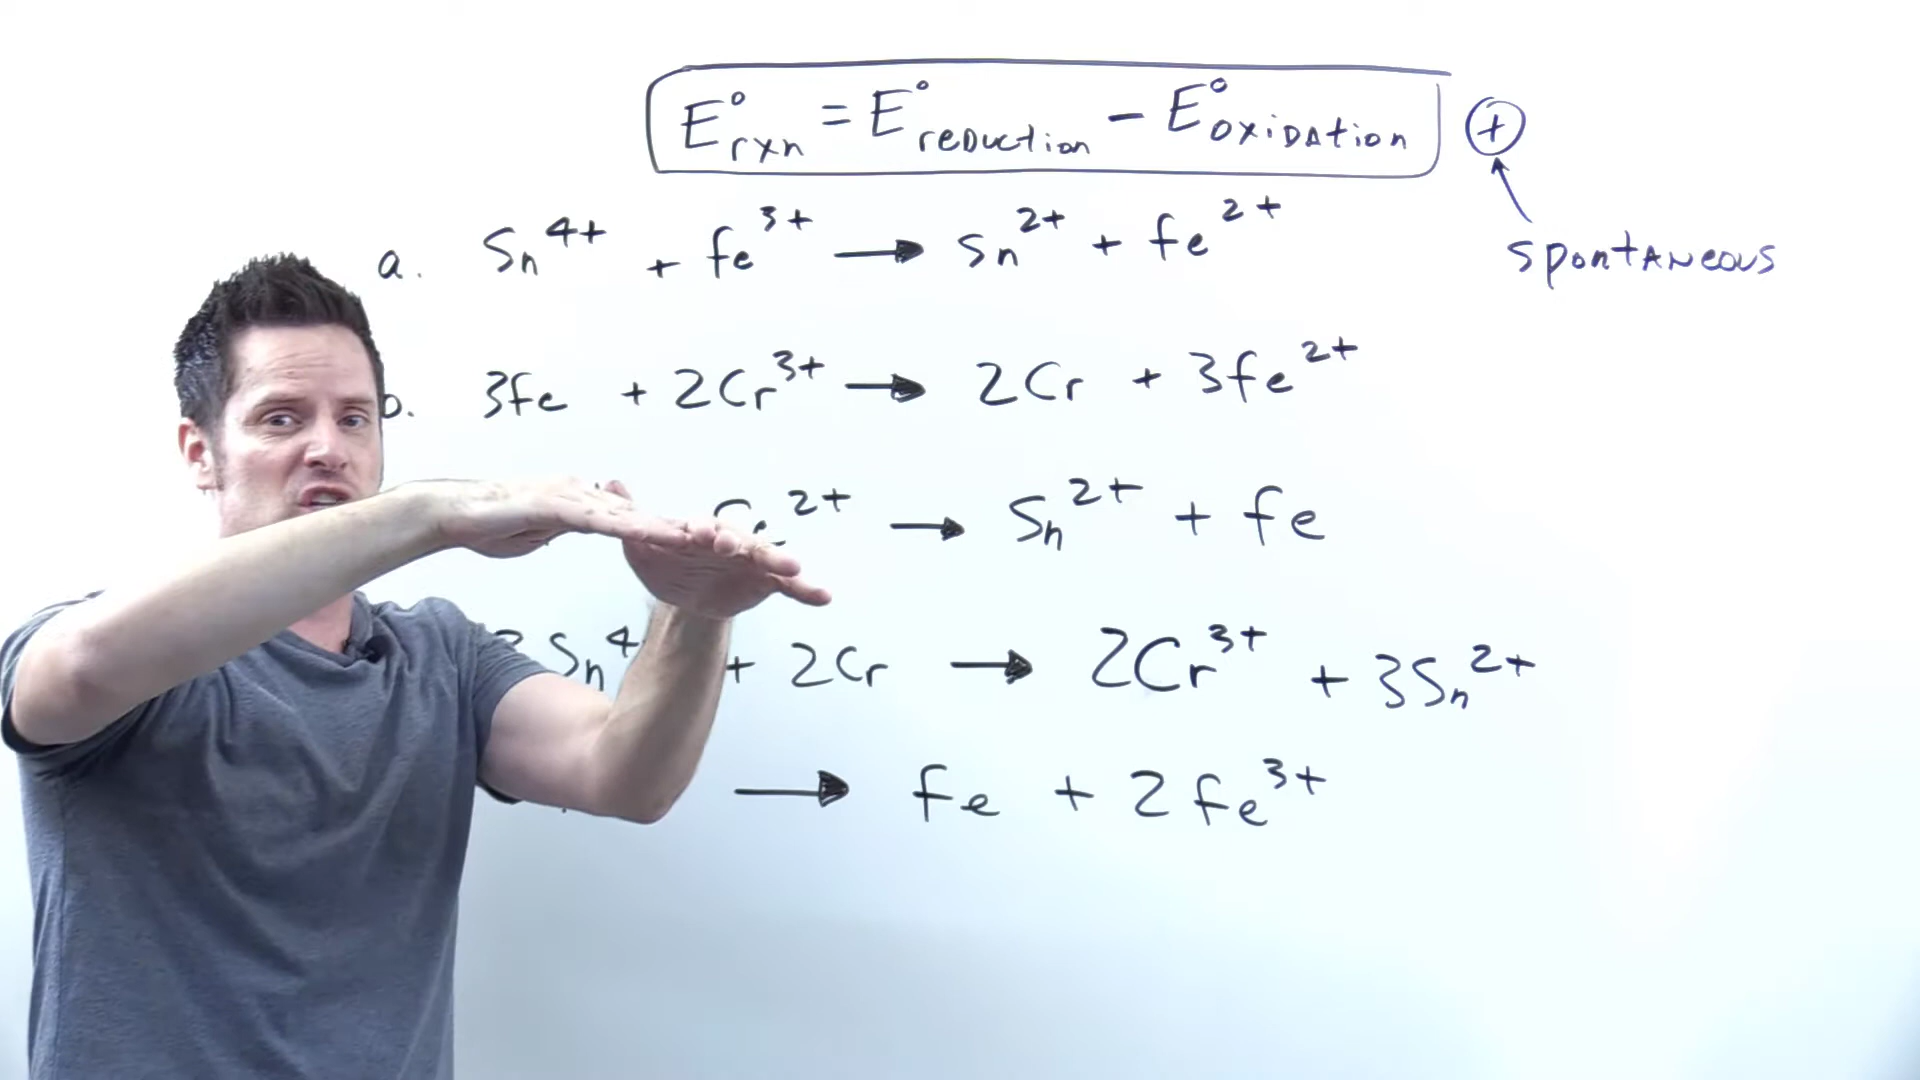 E°rxn = E°reduction − E°oxidation +
spontaneous
a. Sn⁴⁺ + fe³⁺ → Sn²⁺ + fe²⁺
b. 3fe + 2Cr³⁺ → 2Cr + 3fe²⁺
fe²⁺ → Sn²⁺ + fe
Sn⁴ + 2Cr → 2Cr³⁺ + 3Sn²⁺
→ fe + 2fe³⁺